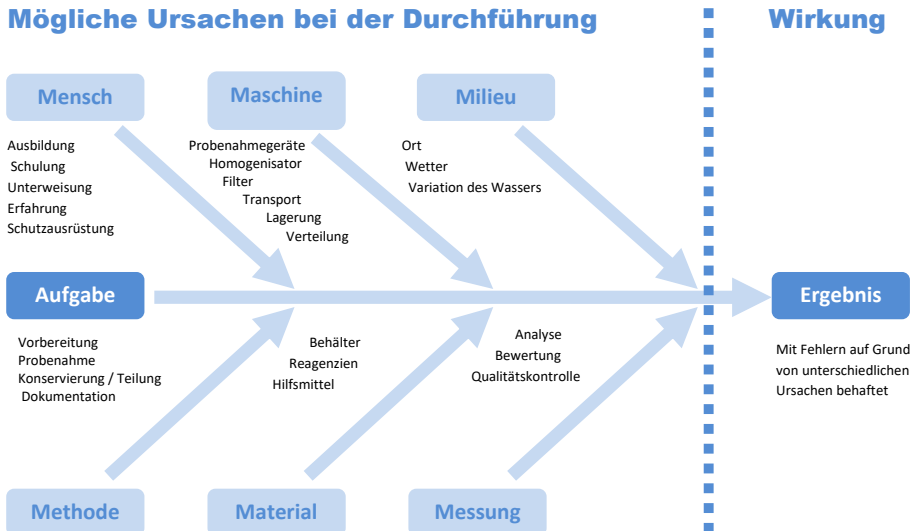 Mögliche Ursachen bei der Durchführung
Wirkung
Mensch
Maschine
Milieu
Ausbildung
Schulung
Unterweisung
Erfahrung
Schutzausrüstung
Probenahmegeräte
Homogenisator
Filter
Transport
Lagerung
Verteilung
Ort
Wetter
Variation des Wassers
Aufgabe
Ergebnis
Vorbereitung
Probenahme
Konservierung / Teilung
Dokumentation
Behälter
Reagenzien
Hilfsmittel
Analyse
Bewertung
Qualitätskontrolle
Mit Fehlern auf Grund
von unterschiedlichen
Ursachen behaftet
Methode
Material
Messung